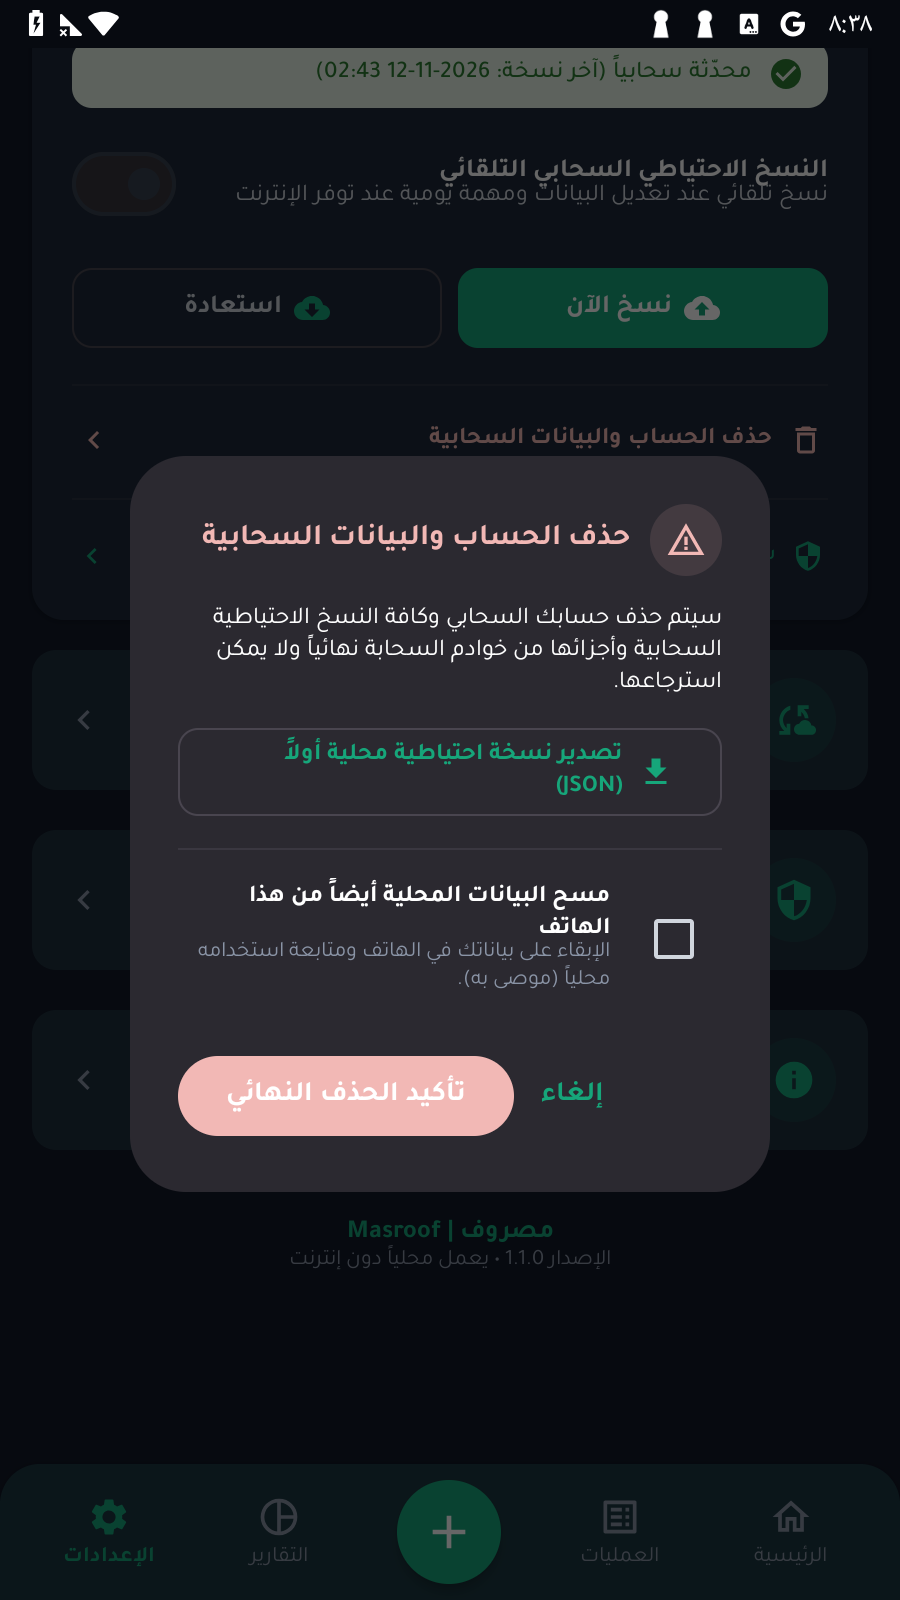 ٨:٣٨
محدّثة سحابياً (آخر نسخة: 2026-11-12 02:43)
النسخ الاحتياطي السحابي التلقائي
نسخ تلقائي عند تعديل البيانات ومهمة يومية عند توفر الإنترنت
نسخ الآن
استعادة
حذف الحساب والبيانات السحابية
حذف الحساب والبيانات السحابية
سيتم حذف حسابك السحابي وكافة النسخ الاحتياطية
السحابية وأجزائها من خوادم السحابة نهائياً ولا يمكن
استرجاعها.
تصدير نسخة احتياطية محلية أولاً
(JSON)
مسح البيانات المحلية أيضاً من هذا
الهاتف
الإبقاء على بياناتك في الهاتف ومتابعة استخدامه
محلياً (موصى به).
إلغاء
تأكيد الحذف النهائي
مصروف | Masroof
الإصدار 1.1.0 • يعمل محلياً دون إنترنت
الرئيسية
العمليات
التقارير
الإعدادات